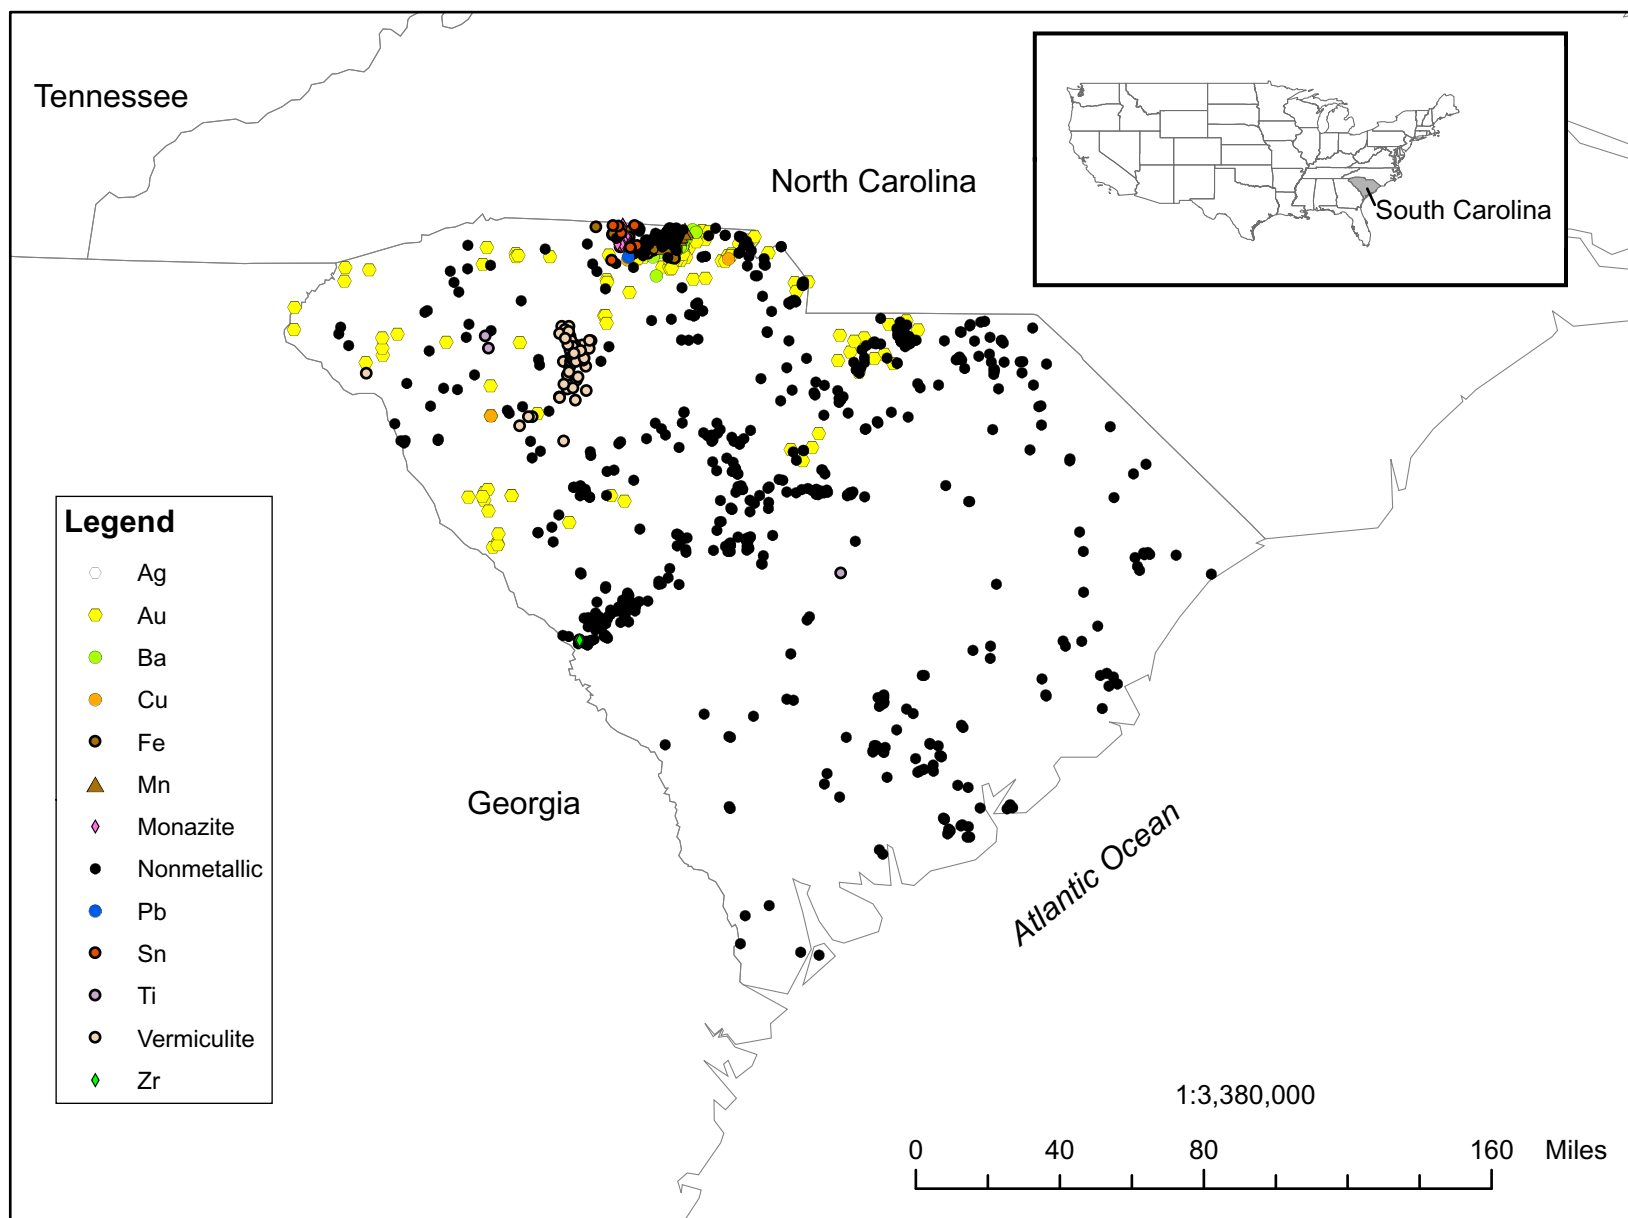 Tennessee
North Carolina
South Carolina
Legend
Ag
Au
Ba
Cu
Fe
Mn
Monazite
Nonmetallic
Pb
Sn
Ti
Vermiculite
Zr
Georgia
Atlantic Ocean
1:3,380,000
0 40 80 160 Miles